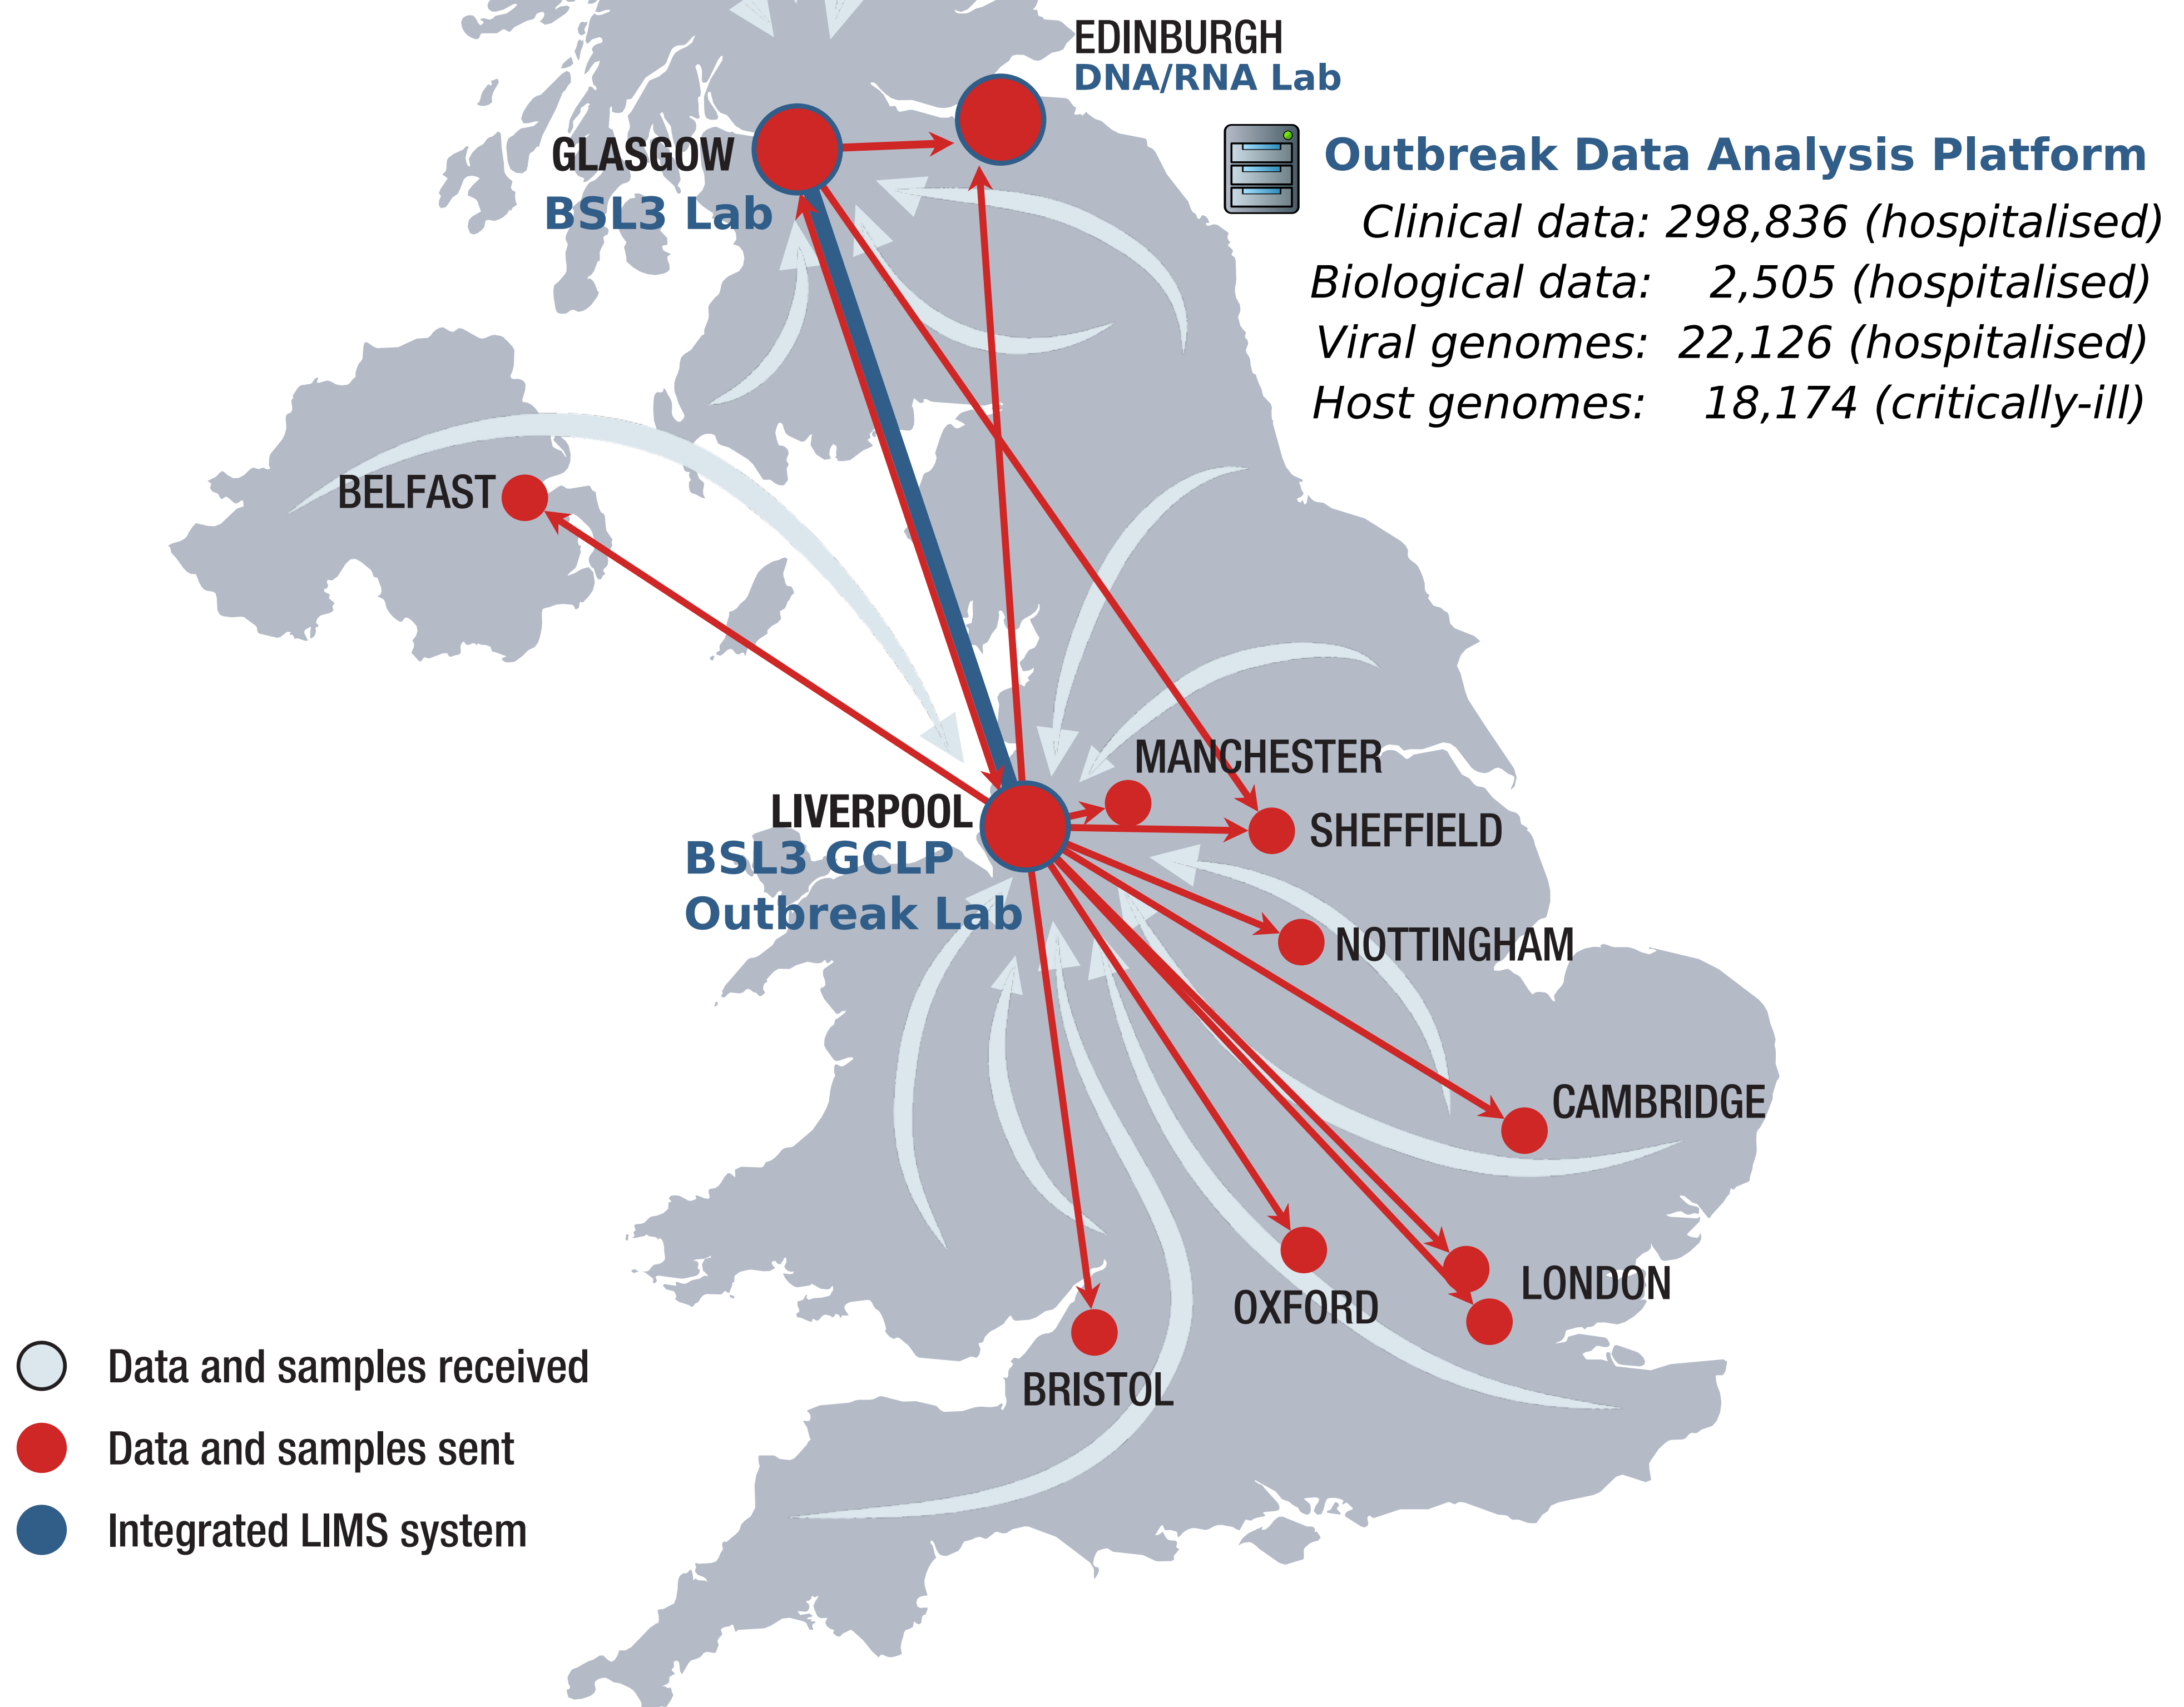 EDINBURGH
DNA/RNA Lab
GLASGOW
BSL3 Lab
Outbreak Data Analysis Platform
Clinical data: 298,836 (hospitalised)
Biological data: 2,505 (hospitalised)
Viral genomes: 22,126 (hospitalised)
Host genomes: 18,174 (critically-ill)
BELFAST
MANCHESTER
LIVERPOOL
BSL3 GCLP
Outbreak Lab
SHEFFIELD
NOTTINGHAM
CAMBRIDGE
LONDON
OXFORD
BRISTOL
Data and samples received
Data and samples sent
Integrated LIMS system